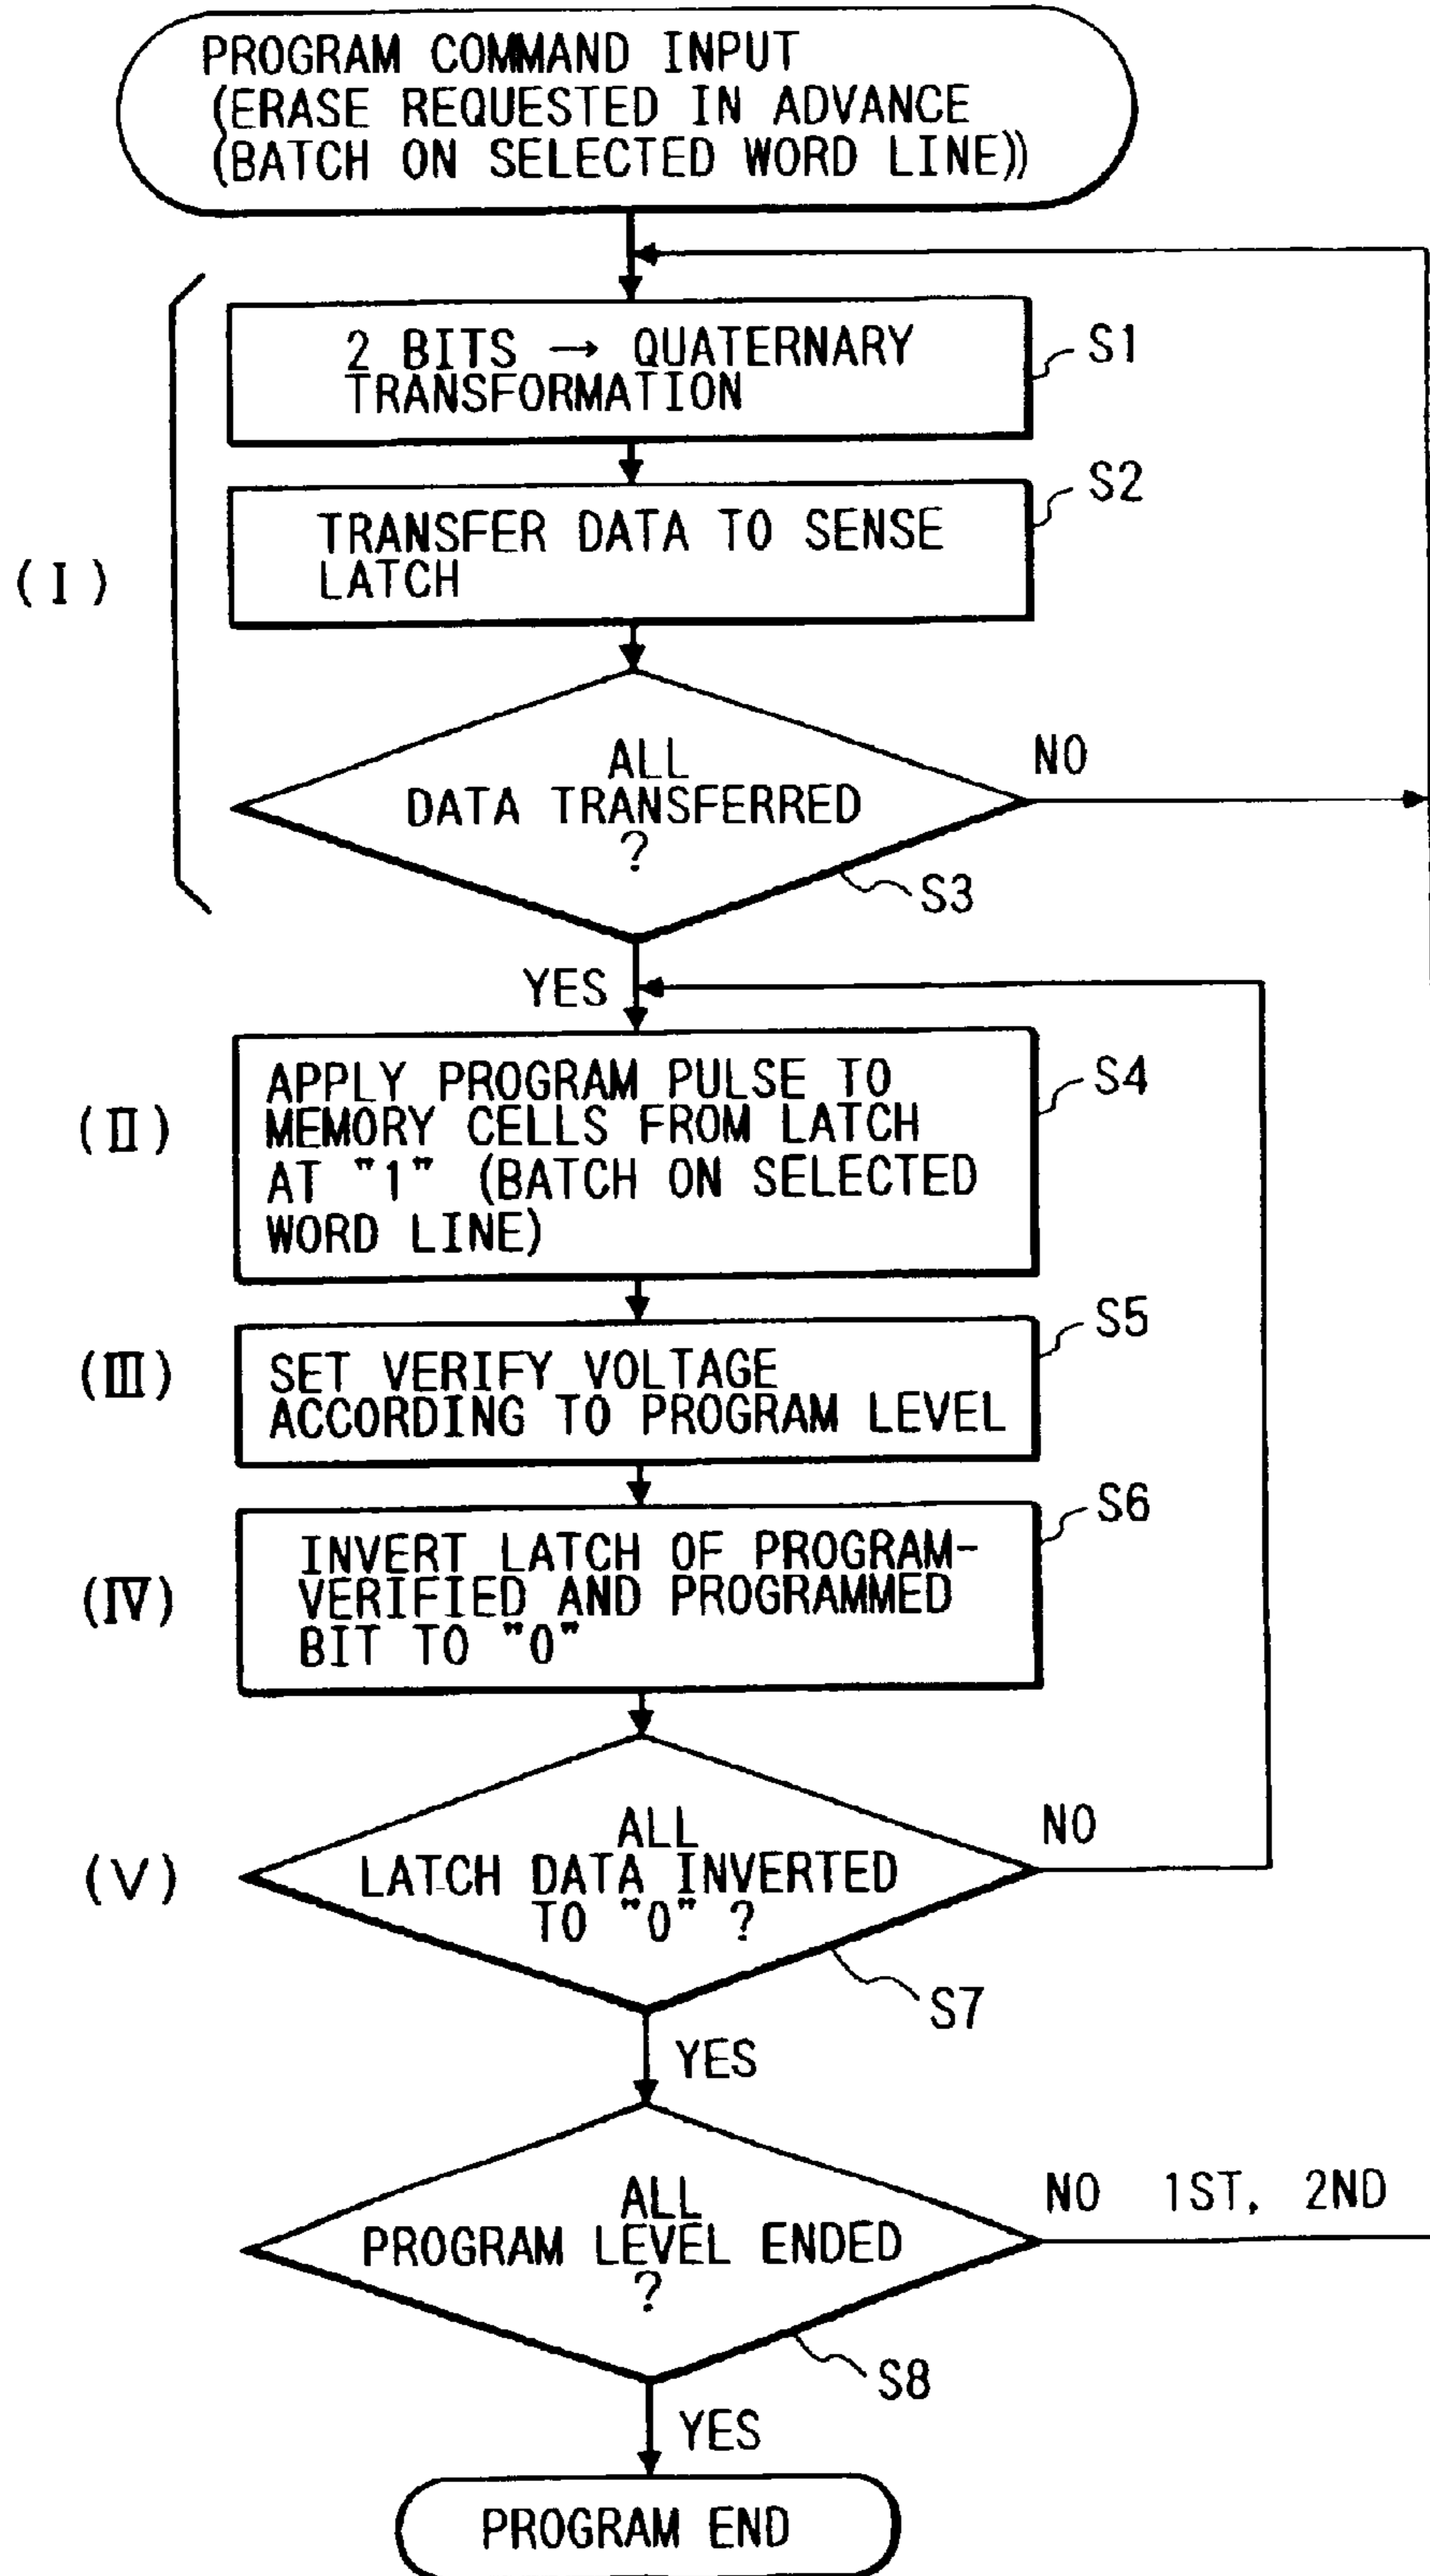 PROGRAM COMMAND INPUT
(ERASE REQUESTED IN ADVANCE
(BATCH ON SELECTED WORD LINE))
2 BITS → QUATERNARY
TRANSFORMATION
S1
TRANSFER DATA TO SENSE
LATCH
S2
(I)
ALL
DATA TRANSFERRED
?
NO
S3
YES
(II)
APPLY PROGRAM PULSE TO
MEMORY CELLS FROM LATCH
AT "1" (BATCH ON SELECTED
WORD LINE)
S4
(III)
SET VERIFY VOLTAGE
ACCORDING TO PROGRAM LEVEL
S5
(IV)
INVERT LATCH OF PROGRAM-
VERIFIED AND PROGRAMMED
BIT TO "0"
S6
(V)
ALL
LATCH DATA INVERTED
TO "0" ?
NO
S7
YES
ALL
PROGRAM LEVEL ENDED
?
NO 1ST, 2ND
S8
YES
PROGRAM END